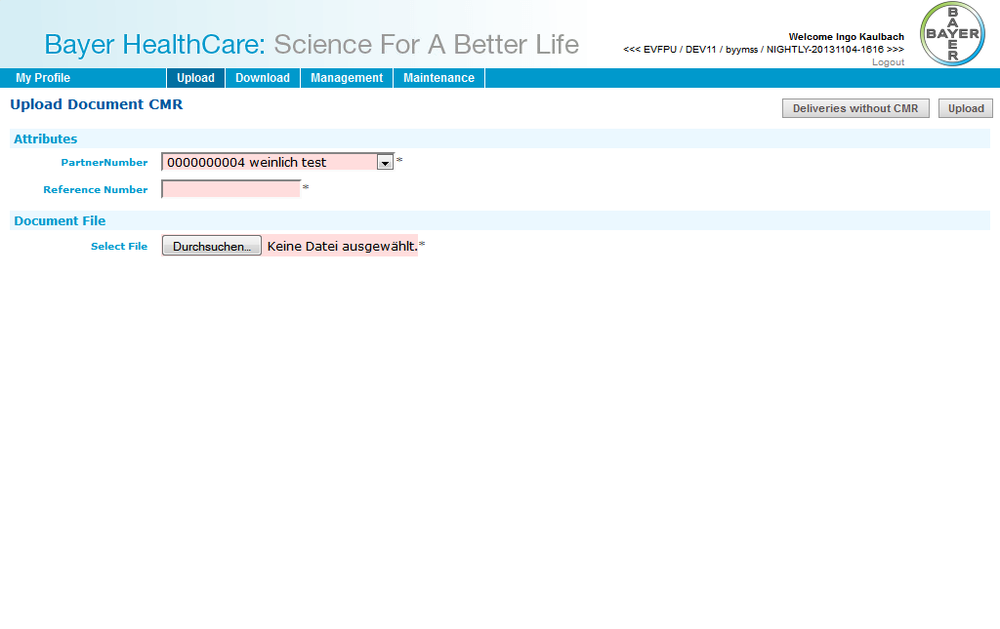 Bayer HealthCare: Science For A Better Life
Welcome Ingo Kaulbach
<<< EVFPU / DEV11 / byymss / NIGHTLY-20131104-1616 >>>
Logout
BAYER
BAYER
My Profile Upload Download Management Maintenance
Upload Document CMR
Deliveries without CMR Upload
Attributes
PartnerNumber 0000000004 weinlich test *
Reference Number *
Document File
Select File Durchsuchen... Keine Datei ausgewählt. *